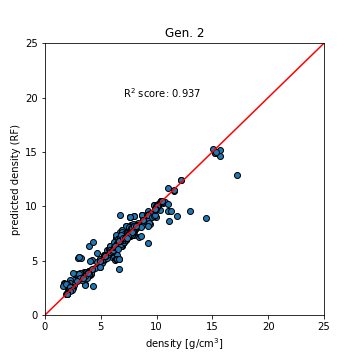 Gen. 2
25
20
15
10
5
0
predicted density (RF)
R² score: 0.937
0 5 10 15 20 25
density [g/cm³]